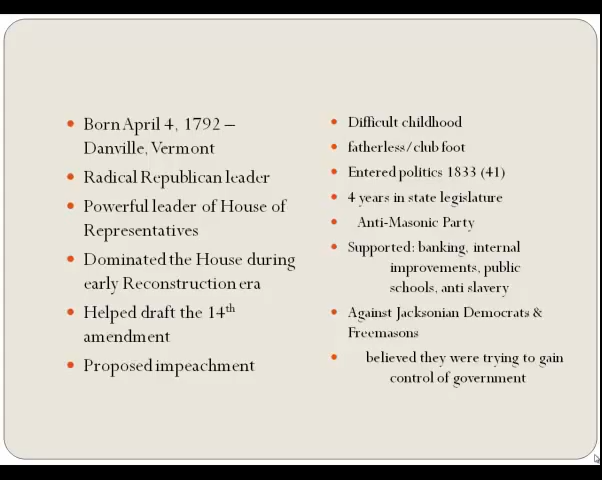 Born April 4, 1792 –
Danville, Vermont
Radical Republican leader
Powerful leader of House of
Representatives
Dominated the House during
early Reconstruction era
Helped draft the 14th
amendment
Proposed impeachment
Difficult childhood
fatherless/club foot
Entered politics 1833 (41)
4 years in state legislature
Anti-Masonic Party
Supported: banking, internal
improvements, public
schools, anti slavery
Against Jacksonian Democrats &
Freemasons
believed they were trying to gain
control of government